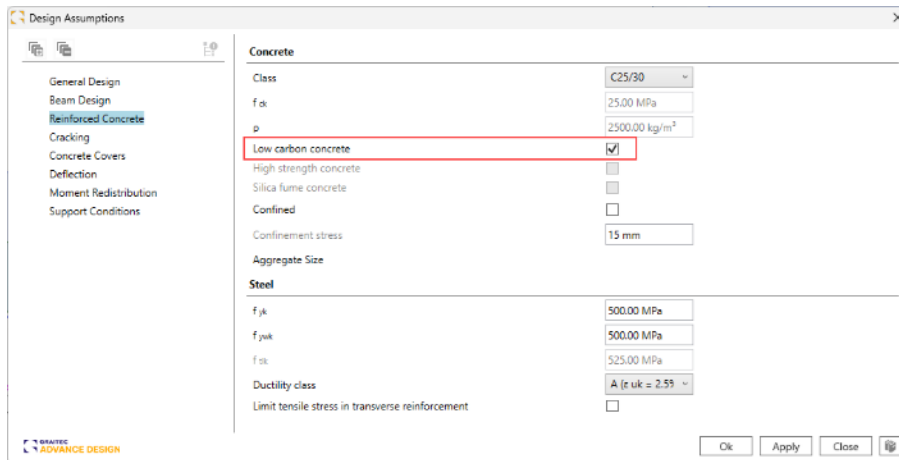 Design Assumptions
General Design
Beam Design
Reinforced Concrete
Cracking
Concrete Covers
Deflection
Moment Redistribution
Support Conditions
Concrete
Class C25/30
f ck 25.00 MPa
ρ 2500.00 kg/m³
Low carbon concrete
High strength concrete
Silica fume concrete
Confined
Confinement stress 15 mm
Aggregate Size
Steel
f yk 500.00 MPa
f ywk 500.00 MPa
f tk 525.00 MPa
Ductility class A (ε uk = 2.5%
Limit tensile stress in transverse reinforcement
GRAITEC
ADVANCE DESIGN
Ok Apply Close